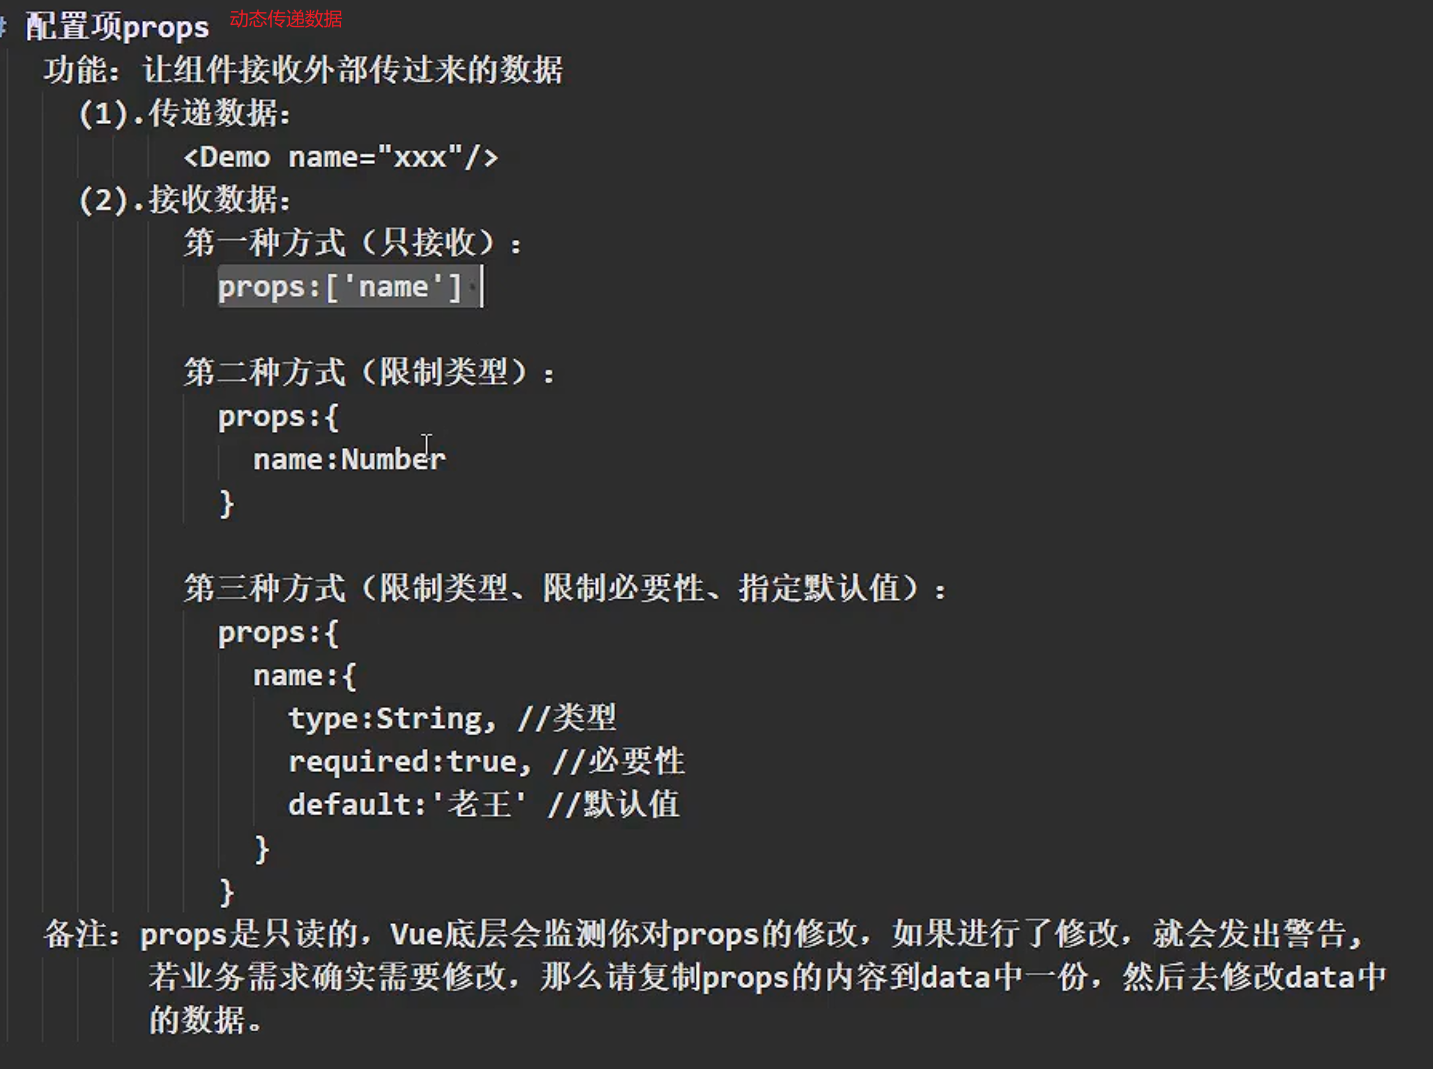 # 配置项props 动态传递数据
功能：让组件接收外部传过来的数据
(1).传递数据：
<Demo name="xxx"/>
(2).接收数据：
第一种方式（只接收）：
props:['name']
第二种方式（限制类型）：
props:{
name:Number
}
第三种方式（限制类型、限制必要性、指定默认值）：
props:{
name:{
type:String, //类型
required:true, //必要性
default:'老王' //默认值
}
}
备注：props是只读的，Vue底层会监测你对props的修改，如果进行了修改，就会发出警告，
若业务需求确实需要修改，那么请复制props的内容到data中一份，然后去修改data中
的数据。